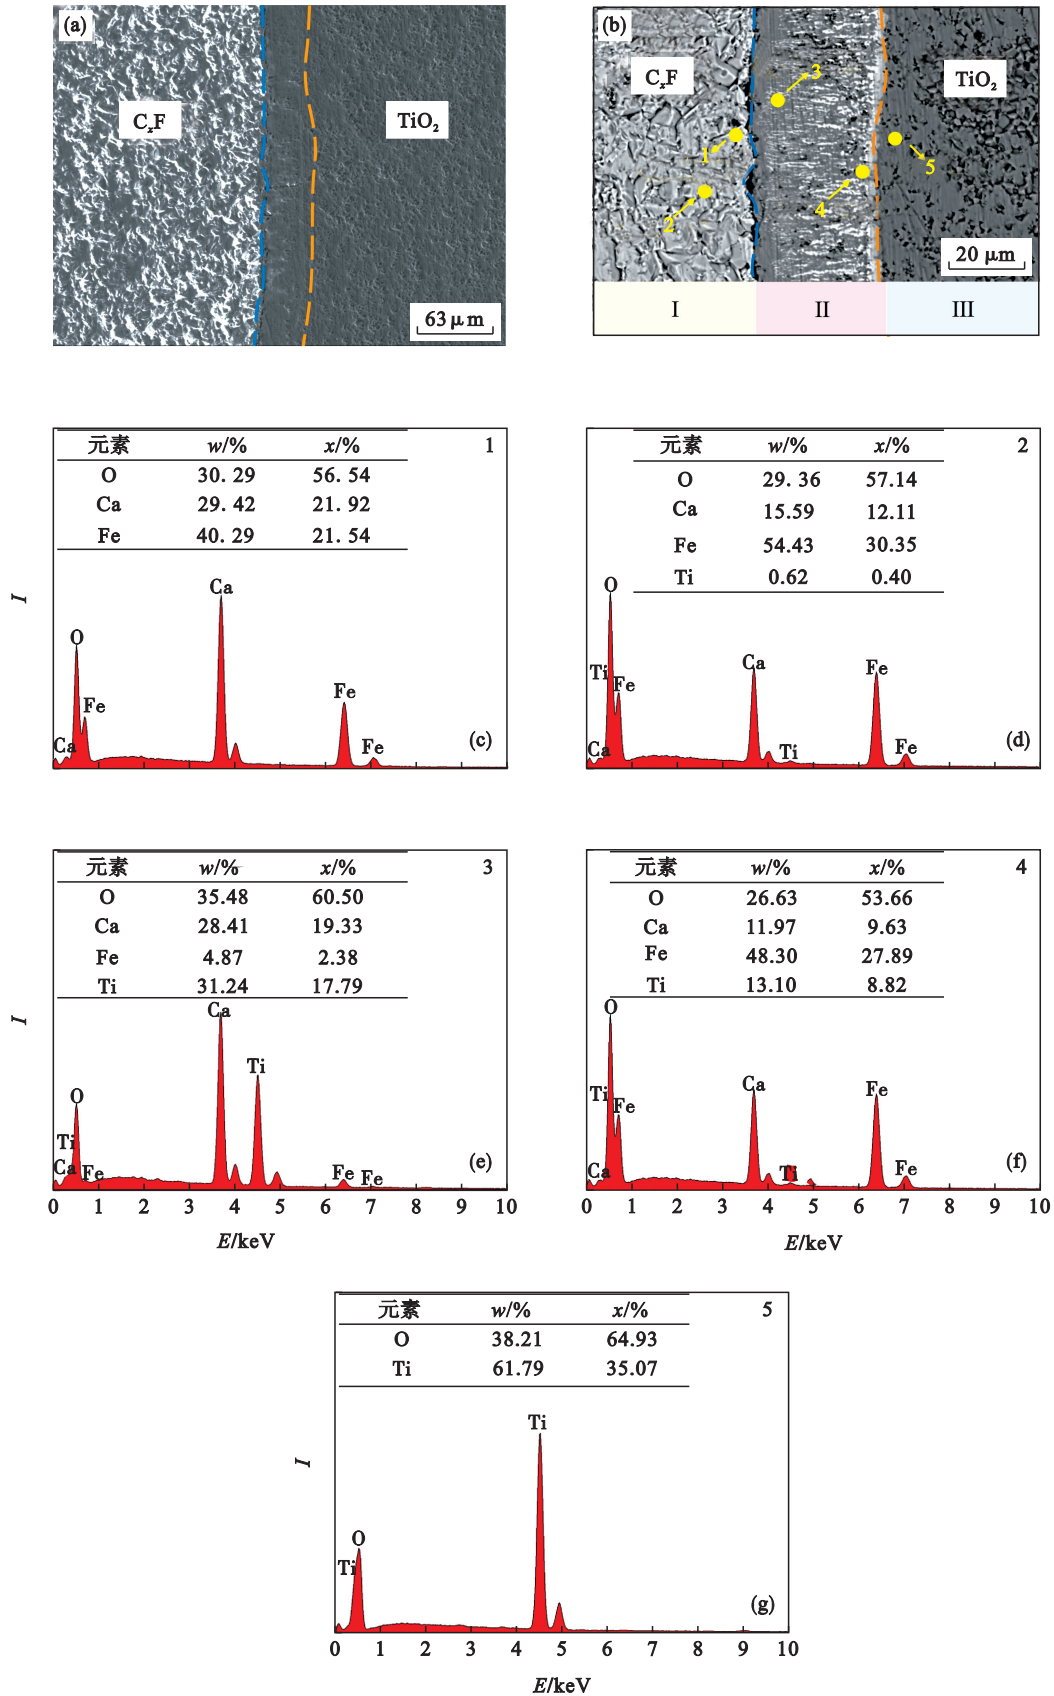 (a)
CxF
TiO2
63 μm
(b)
CxF
TiO2
3
1
2
4
5
20 μm
I II III
元素 w/% x/% 1
O 30.29 56.54
Ca 29.42 21.92
Fe 40.29 21.54
Ca
O
Fe
Fe
Ca
Fe
(c)
I
元素 w/% x/% 2
O 29.36 57.14
Ca 15.59 12.11
Fe 54.43 30.35
Ti 0.62 0.40
O
Ca
Fe
Ti
Fe
Ca
Ti
Fe
(d)
元素 w/% x/% 3
O 35.48 60.50
Ca 28.41 19.33
Fe 4.87 2.38
Ti 31.24 17.79
Ca
Ti
O
Ti
Ca
Fe
Fe
Fe
(e)
I
0 1 2 3 4 5 6 7 8 9 10
E/keV
元素 w/% x/% 4
O 26.63 53.66
Ca 11.97 9.63
Fe 48.30 27.89
Ti 13.10 8.82
O
Ca
Fe
Ti
Fe
Ca
Ti
Fe
(f)
0 1 2 3 4 5 6 7 8 9 10
E/keV
元素 w/% x/% 5
O 38.21 64.93
Ti 61.79 35.07
Ti
O
Ti
(g)
I
0 1 2 3 4 5 6 7 8 9 10
E/keV